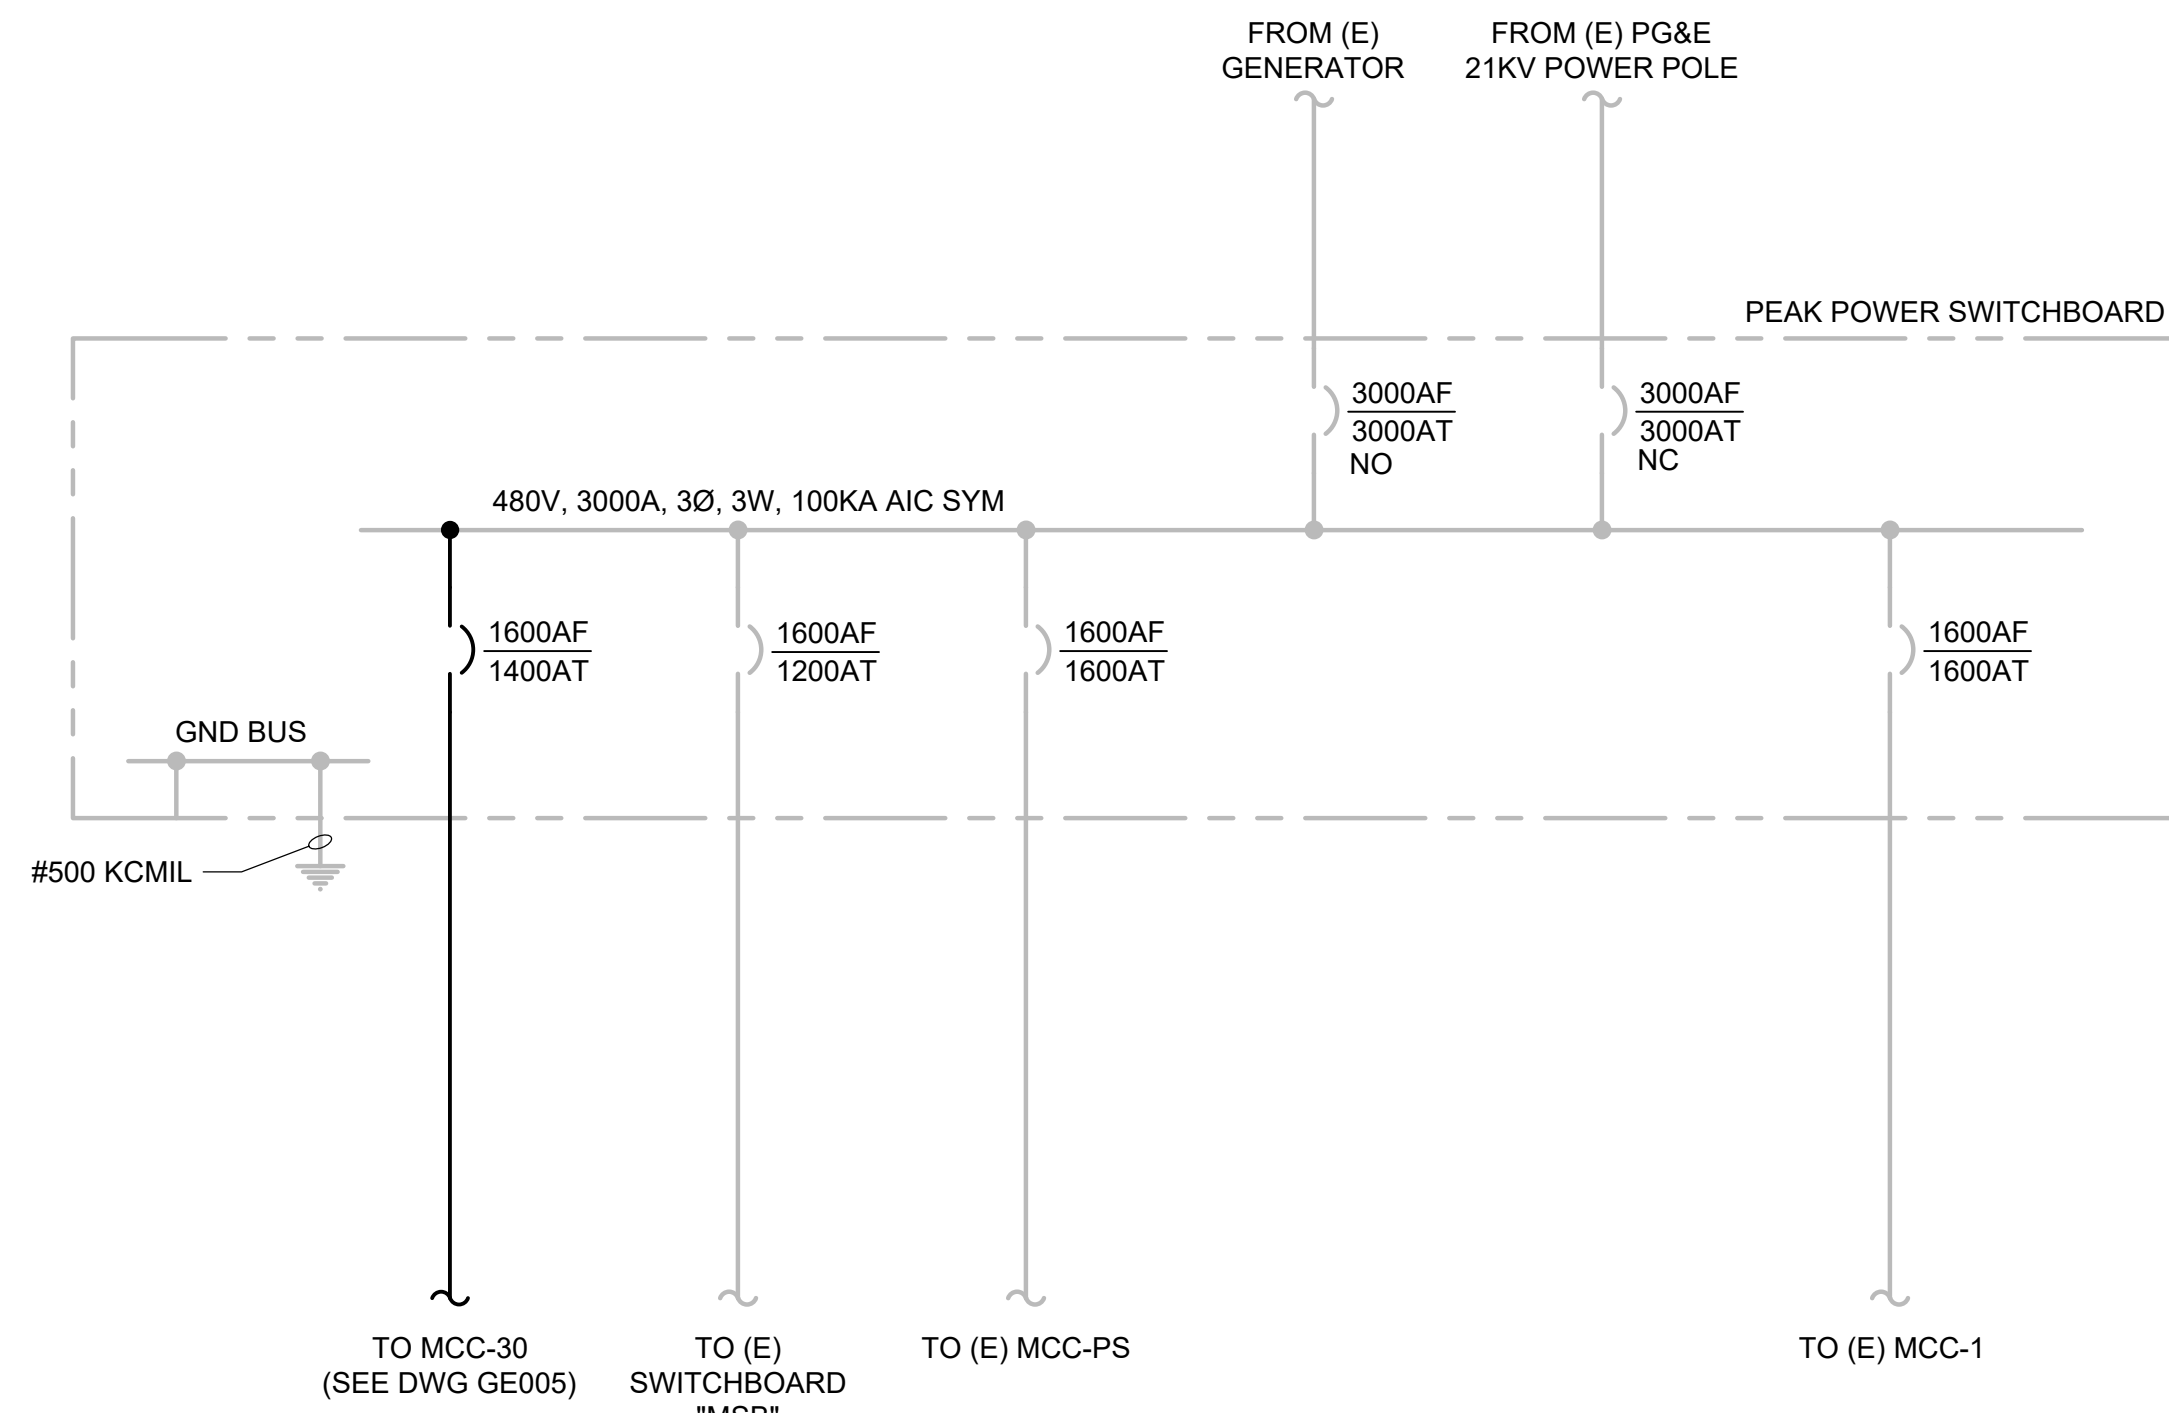 FROM (E)
GENERATOR
FROM (E) PG&E
21KV POWER POLE
PEAK POWER SWITCHBOARD
3000AF
3000AT
NO
3000AF
3000AT
NC
480V, 3000A, 3Ø, 3W, 100KA AIC SYM
1600AF
1400AT
1600AF
1200AT
1600AF
1600AT
1600AF
1600AT
GND BUS
#500 KCMIL
TO MCC-30
(SEE DWG GE005)
TO (E)
SWITCHBOARD
TO (E) MCC-PS
TO (E) MCC-1